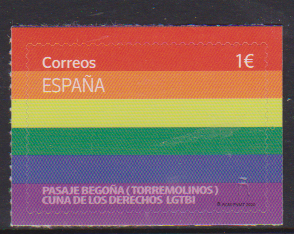 Correos
1€
ESPAÑA
PASAJE BEGOÑA (TORREMOLINOS)
CUNA DE LOS DERECHOS LGTBI